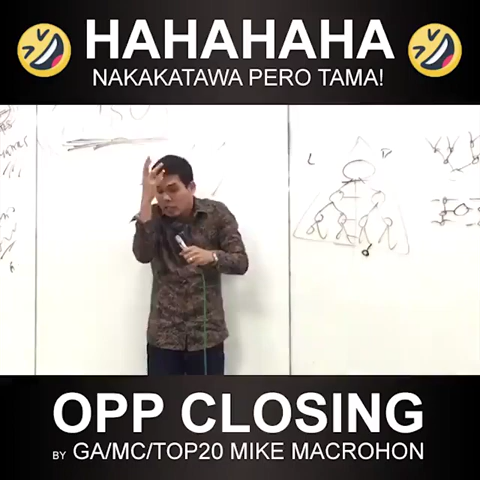 HAHAHAHA
NAKAKATAWA PERO TAMA!
L
OPP CLOSING
BY GA/MC/TOP20 MIKE MACROHON